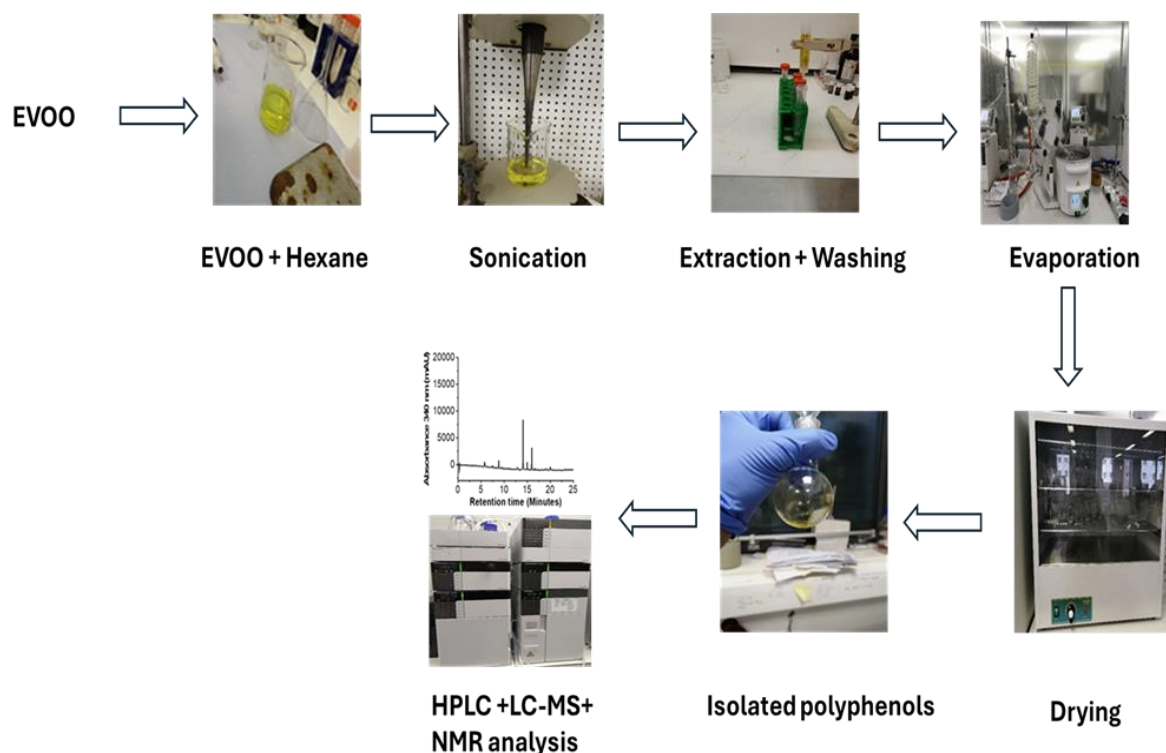 EVOO
EVOO + Hexane
Sonication
Extraction + Washing
Evaporation
Absorbance 340 nm (mAU)
20000
15000
10000
5000
0
0 5 10 15 20 25
Retention time (Minutes)
HPLC +LC-MS+
NMR analysis
Isolated polyphenols
Drying